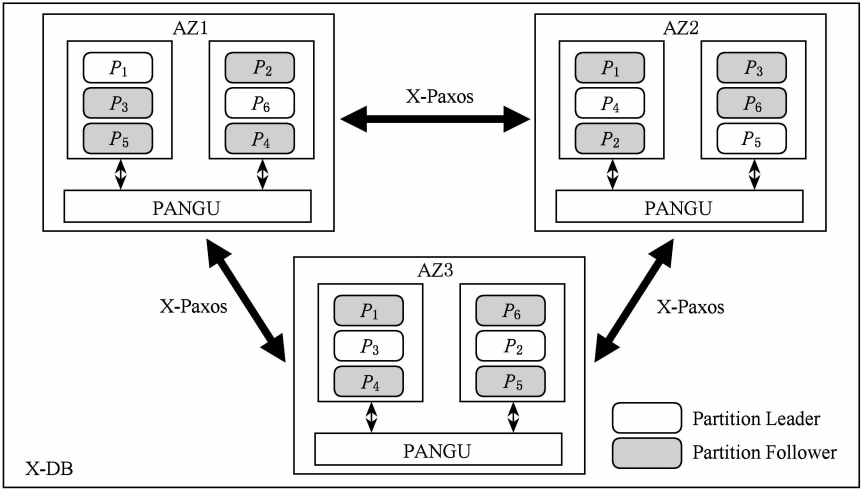 AZ1
P1
P3
P5
P2
P6
P4
PANGU
X-Paxos
AZ2
P1
P4
P2
P3
P6
P5
PANGU
X-Paxos
X-Paxos
AZ3
P1
P3
P4
P6
P2
P5
PANGU
Partition Leader
Partition Follower
X-DB